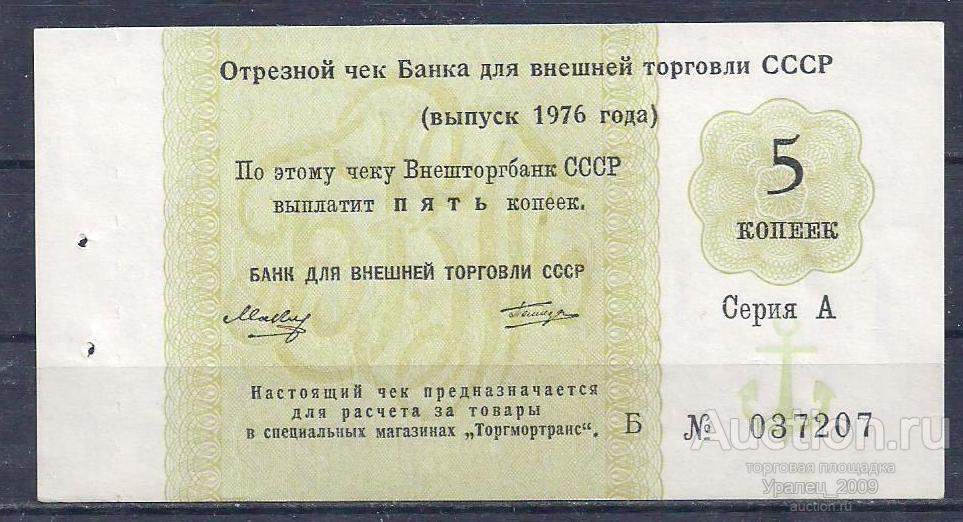 Отрезной чек Банка для внешней торговли СССР
(выпуск 1976 года)
По этому чеку Внешторгбанк СССР
выплатит ПЯТЬ копеек.
5
КОПЕЕК
БАНК ДЛЯ ВНЕШНЕЙ ТОРГОВЛИ СССР
Серия А
Настоящий чек предназначается
для расчета за товары
в специальных магазинах „Торгмортранс“.
Б № 037207
Auction.ru
торговая площадка
Уралец_2009
auction.ru